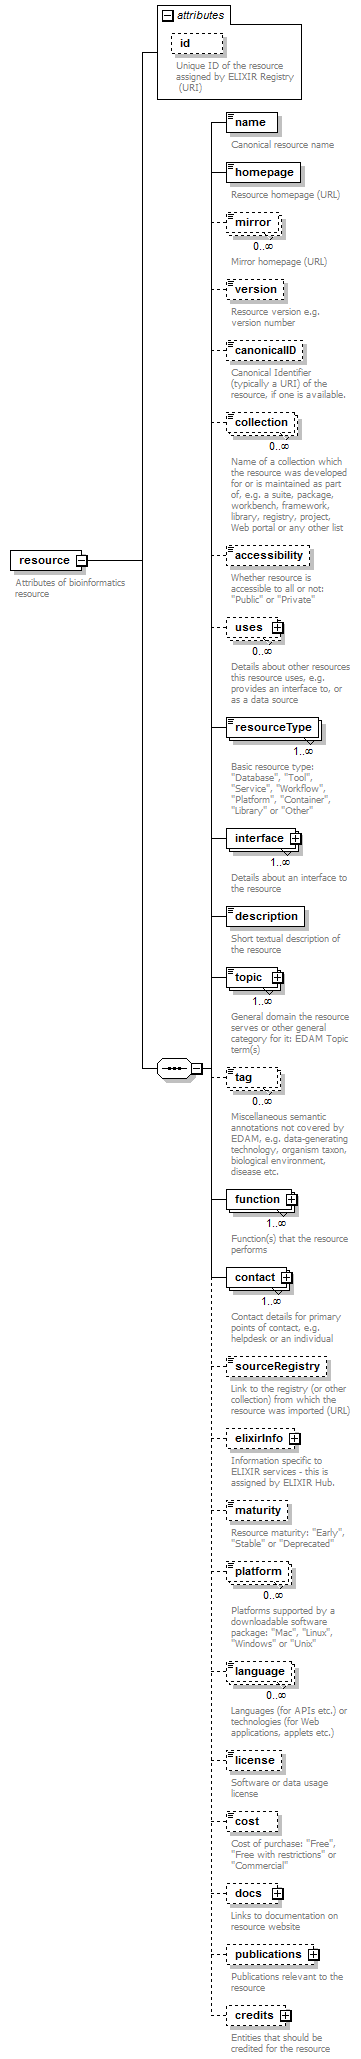 attributes
id
Unique ID of the resource
assigned by ELIXIR Registry
(URI)
name
Canonical resource name
homepage
Resource homepage (URL)
mirror
0..∞
Mirror homepage (URL)
version
Resource version e.g.
version number
canonicalID
Canonical Identifier
(typically a URI) of the
resource, if one is available.
collection
0..∞
Name of a collection which
the resource was developed
for or is maintained as part
of, e.g. a suite, package,
workbench, framework,
library, registry, project,
Web portal or any other list
resource
Attributes of bioinformatics
resource
accessibility
Whether resource is
accessible to all or not:
"Public" or "Private"
uses
0..∞
Details about other resources
this resource uses, e.g.
provides an interface to, or
as a data source
resourceType
1..∞
Basic resource type:
"Database", "Tool",
"Service", "Workflow",
"Platform", "Container",
"Library" or "Other"
interface
1..∞
Details about an interface to
the resource
description
Short textual description of
the resource
topic
1..∞
General domain the resource
serves or other general
category for it: EDAM Topic
term(s)
tag
0..∞
Miscellaneous semantic
annotations not covered by
EDAM, e.g. data-generating
technology, organism taxon,
biological environment,
disease etc.
function
1..∞
Function(s) that the resource
performs
contact
1..∞
Contact details for primary
points of contact, e.g.
helpdesk or an individual
sourceRegistry
Link to the registry (or other
collection) from which the
resource was imported (URL)
elixirInfo
Information specific to
ELIXIR services - this is
assigned by ELIXIR Hub.
maturity
Resource maturity: "Early",
"Stable" or "Deprecated"
platform
0..∞
Platforms supported by a
downloadable software
package: "Mac", "Linux",
"Windows" or "Unix"
language
0..∞
Languages (for APIs etc.) or
technologies (for Web
applications, applets etc.)
license
Software or data usage
license
cost
Cost of purchase: "Free",
"Free with restrictions" or
"Commercial"
docs
Links to documentation on
resource website
publications
Publications relevant to the
resource
credits
Entities that should be
credited for the resource